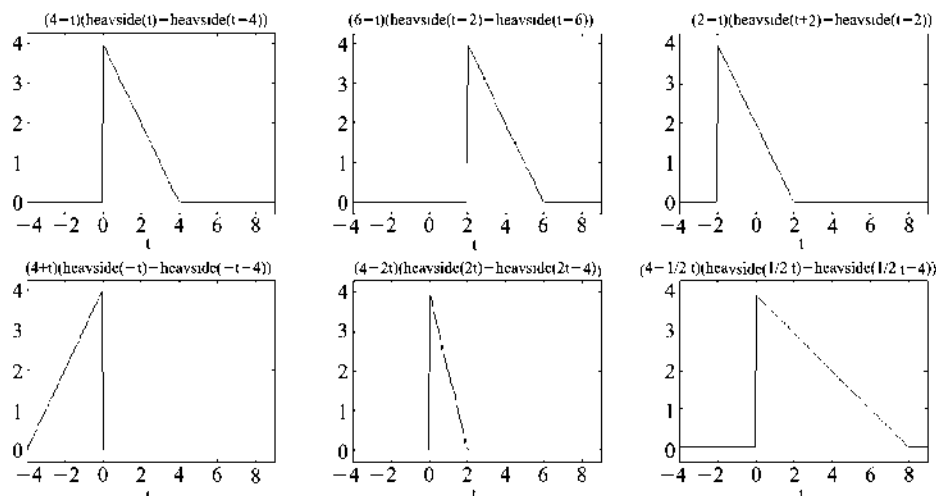 (4−t)(heavside(t)−heavside(t−4))
(6−t)(heavside(t−2)−heavside(t−6))
(2−t)(heavside(t+2)−heavside(t−2))
4
3
2
1
0
−4 −2 0 2 4 6 8
t
4
3
2
1
0
−4 −2 0 2 4 6 8
t
4
3
2
1
0
−4 −2 0 2 4 6 8
t
(4+t)(heavside(−t)−heavside(−t−4))
(4−2t)(heavside(2t)−heavside(2t−4))
(4−1/2 t)(heavside(1/2 t)−heavside(1/2 t−4))
4
3
2
1
0
−4 −2 0 2 4 6 8
t
4
3
2
1
0
−4 −2 0 2 4 6 8
t
4
3
2
1
0
−4 −2 0 2 4 6 8
t